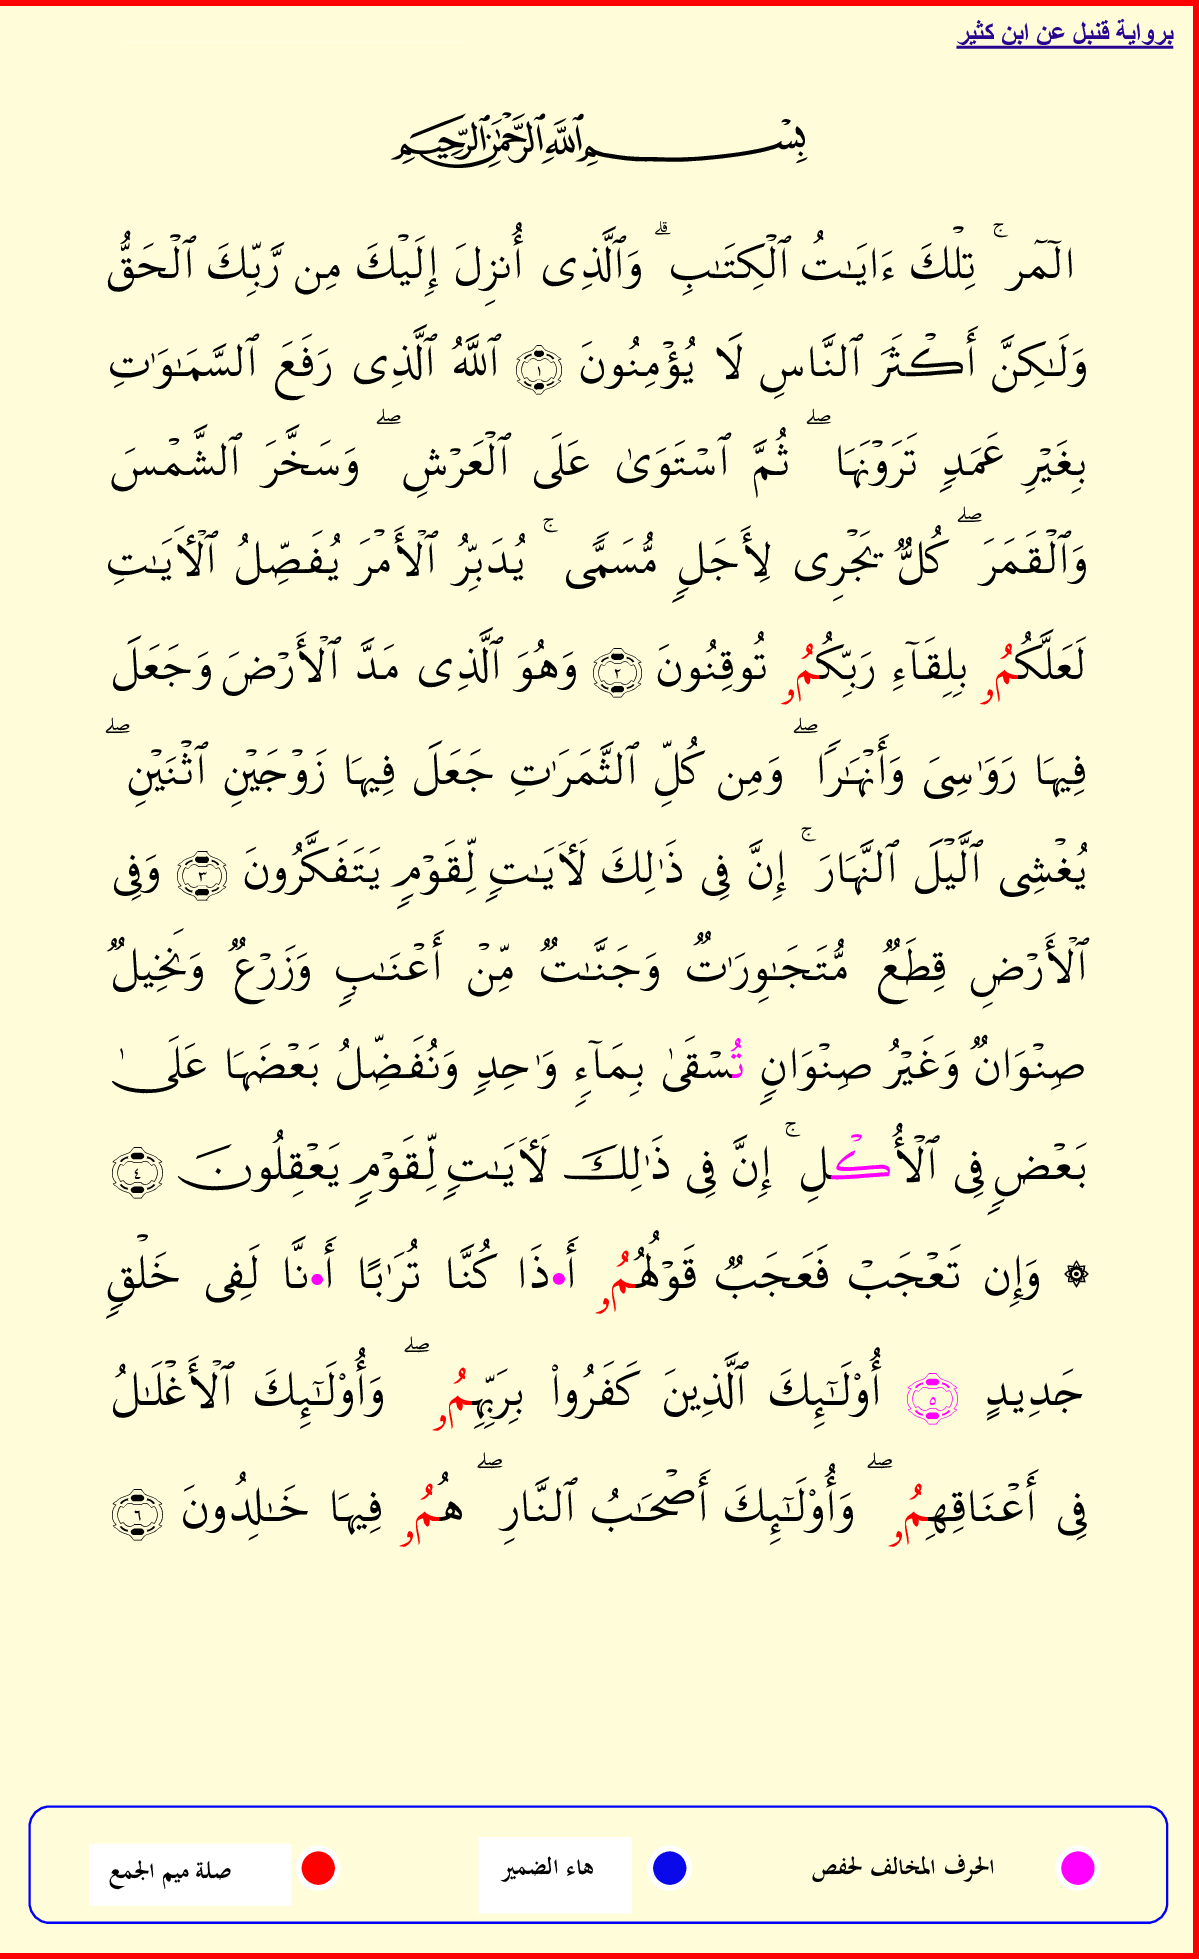 برواية قنبل عن ابن كثير
بِسْمِ ٱللَّهِ ٱلرَّحْمَٰنِ ٱلرَّحِيمِ
الٓمٓر ۚ تِلْكَ ءَايَـٰتُ ٱلْكِتَـٰبِ ۗ وَٱلَّذِى أُنزِلَ إِلَيْكَ مِن رَّبِّكَ ٱلْحَقُّ
وَلَـٰكِنَّ أَكْثَرَ ٱلنَّاسِ لَا يُؤْمِنُونَ ١ ٱللَّهُ ٱلَّذِى رَفَعَ ٱلسَّمَـٰوَٰتِ
بِغَيْرِ عَمَدٍ تَرَوْنَهَا ۖ ثُمَّ ٱسْتَوَىٰ عَلَى ٱلْعَرْشِ ۖ وَسَخَّرَ ٱلشَّمْسَ
وَٱلْقَمَرَ ۖ كُلٌّ يَجْرِى لِأَجَلٍ مُّسَمًّى ۚ يُدَبِّرُ ٱلْأَمْرَ يُفَصِّلُ ٱلْأَيَـٰتِ
لَعَلَّكُمُۥ بِلِقَآءِ رَبِّكُمُۥ تُوقِنُونَ ٢ وَهُوَ ٱلَّذِى مَدَّ ٱلْأَرْضَ وَجَعَلَ
فِيهَا رَوَٰسِىَ وَأَنْهَـٰرًا ۖ وَمِن كُلِّ ٱلثَّمَرَٰتِ جَعَلَ فِيهَا زَوْجَيْنِ ٱثْنَيْنِ ۖ
يُغْشِى ٱلَّيْلَ ٱلنَّهَارَ ۚ إِنَّ فِى ذَٰلِكَ لَأَيَـٰتٍ لِّقَوْمٍ يَتَفَكَّرُونَ ٣ وَفِى
ٱلْأَرْضِ قِطَعٌ مُّتَجَـٰوِرَٰتٌ وَجَنَّـٰتٌ مِّنْ أَعْنَـٰبٍ وَزَرْعٌ وَنَخِيلٌ
صِنْوَانٌ وَغَيْرُ صِنْوَانٍ تُسْقَىٰ بِمَآءٍ وَٰحِدٍ وَنُفَضِّلُ بَعْضَهَا عَلَىٰ
بَعْضٍ فِى ٱلْأُكْلِ ۚ إِنَّ فِى ذَٰلِكَ لَأَيَـٰتٍ لِّقَوْمٍ يَعْقِلُونَ ٤
۞ وَإِن تَعْجَبْ فَعَجَبٌ قَوْلُهُمُۥ أَ•ذَا كُنَّا تُرَٰبًا أَ•نَّا لَفِى خَلْقٍ
جَدِيدٍ ٥ أُوْلَـٰٓئِكَ ٱلَّذِينَ كَفَرُواْ بِرَبِّهِمُۥ ۖ وَأُوْلَـٰٓئِكَ ٱلْأَغْلَـٰلُ
فِى أَعْنَاقِهِمُۥ ۖ وَأُوْلَـٰٓئِكَ أَصْحَـٰبُ ٱلنَّارِ ۖ هُمُۥ فِيهَا خَـٰلِدُونَ ٦
الحرف المخالف لحفص هاء الضمير صلة ميم الجمع